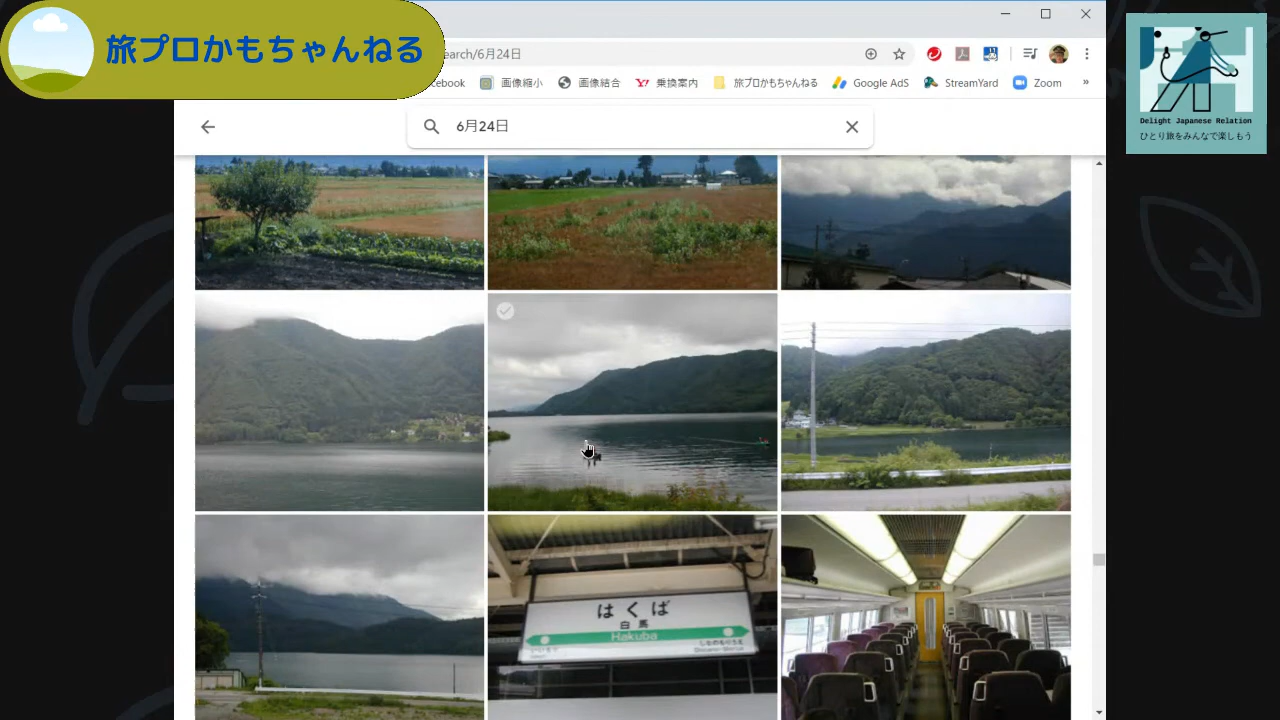 旅プロかもちゃんねる
earch/6月24日
cebook
画像縮小
画像結合
乗換案内
旅プロかもちゃんねる
Google AdS
StreamYard
Zoom
»
6月24日
Delight Japanese Relation
ひとり旅をみんなで楽しもう
はくば
白馬
Hakuba